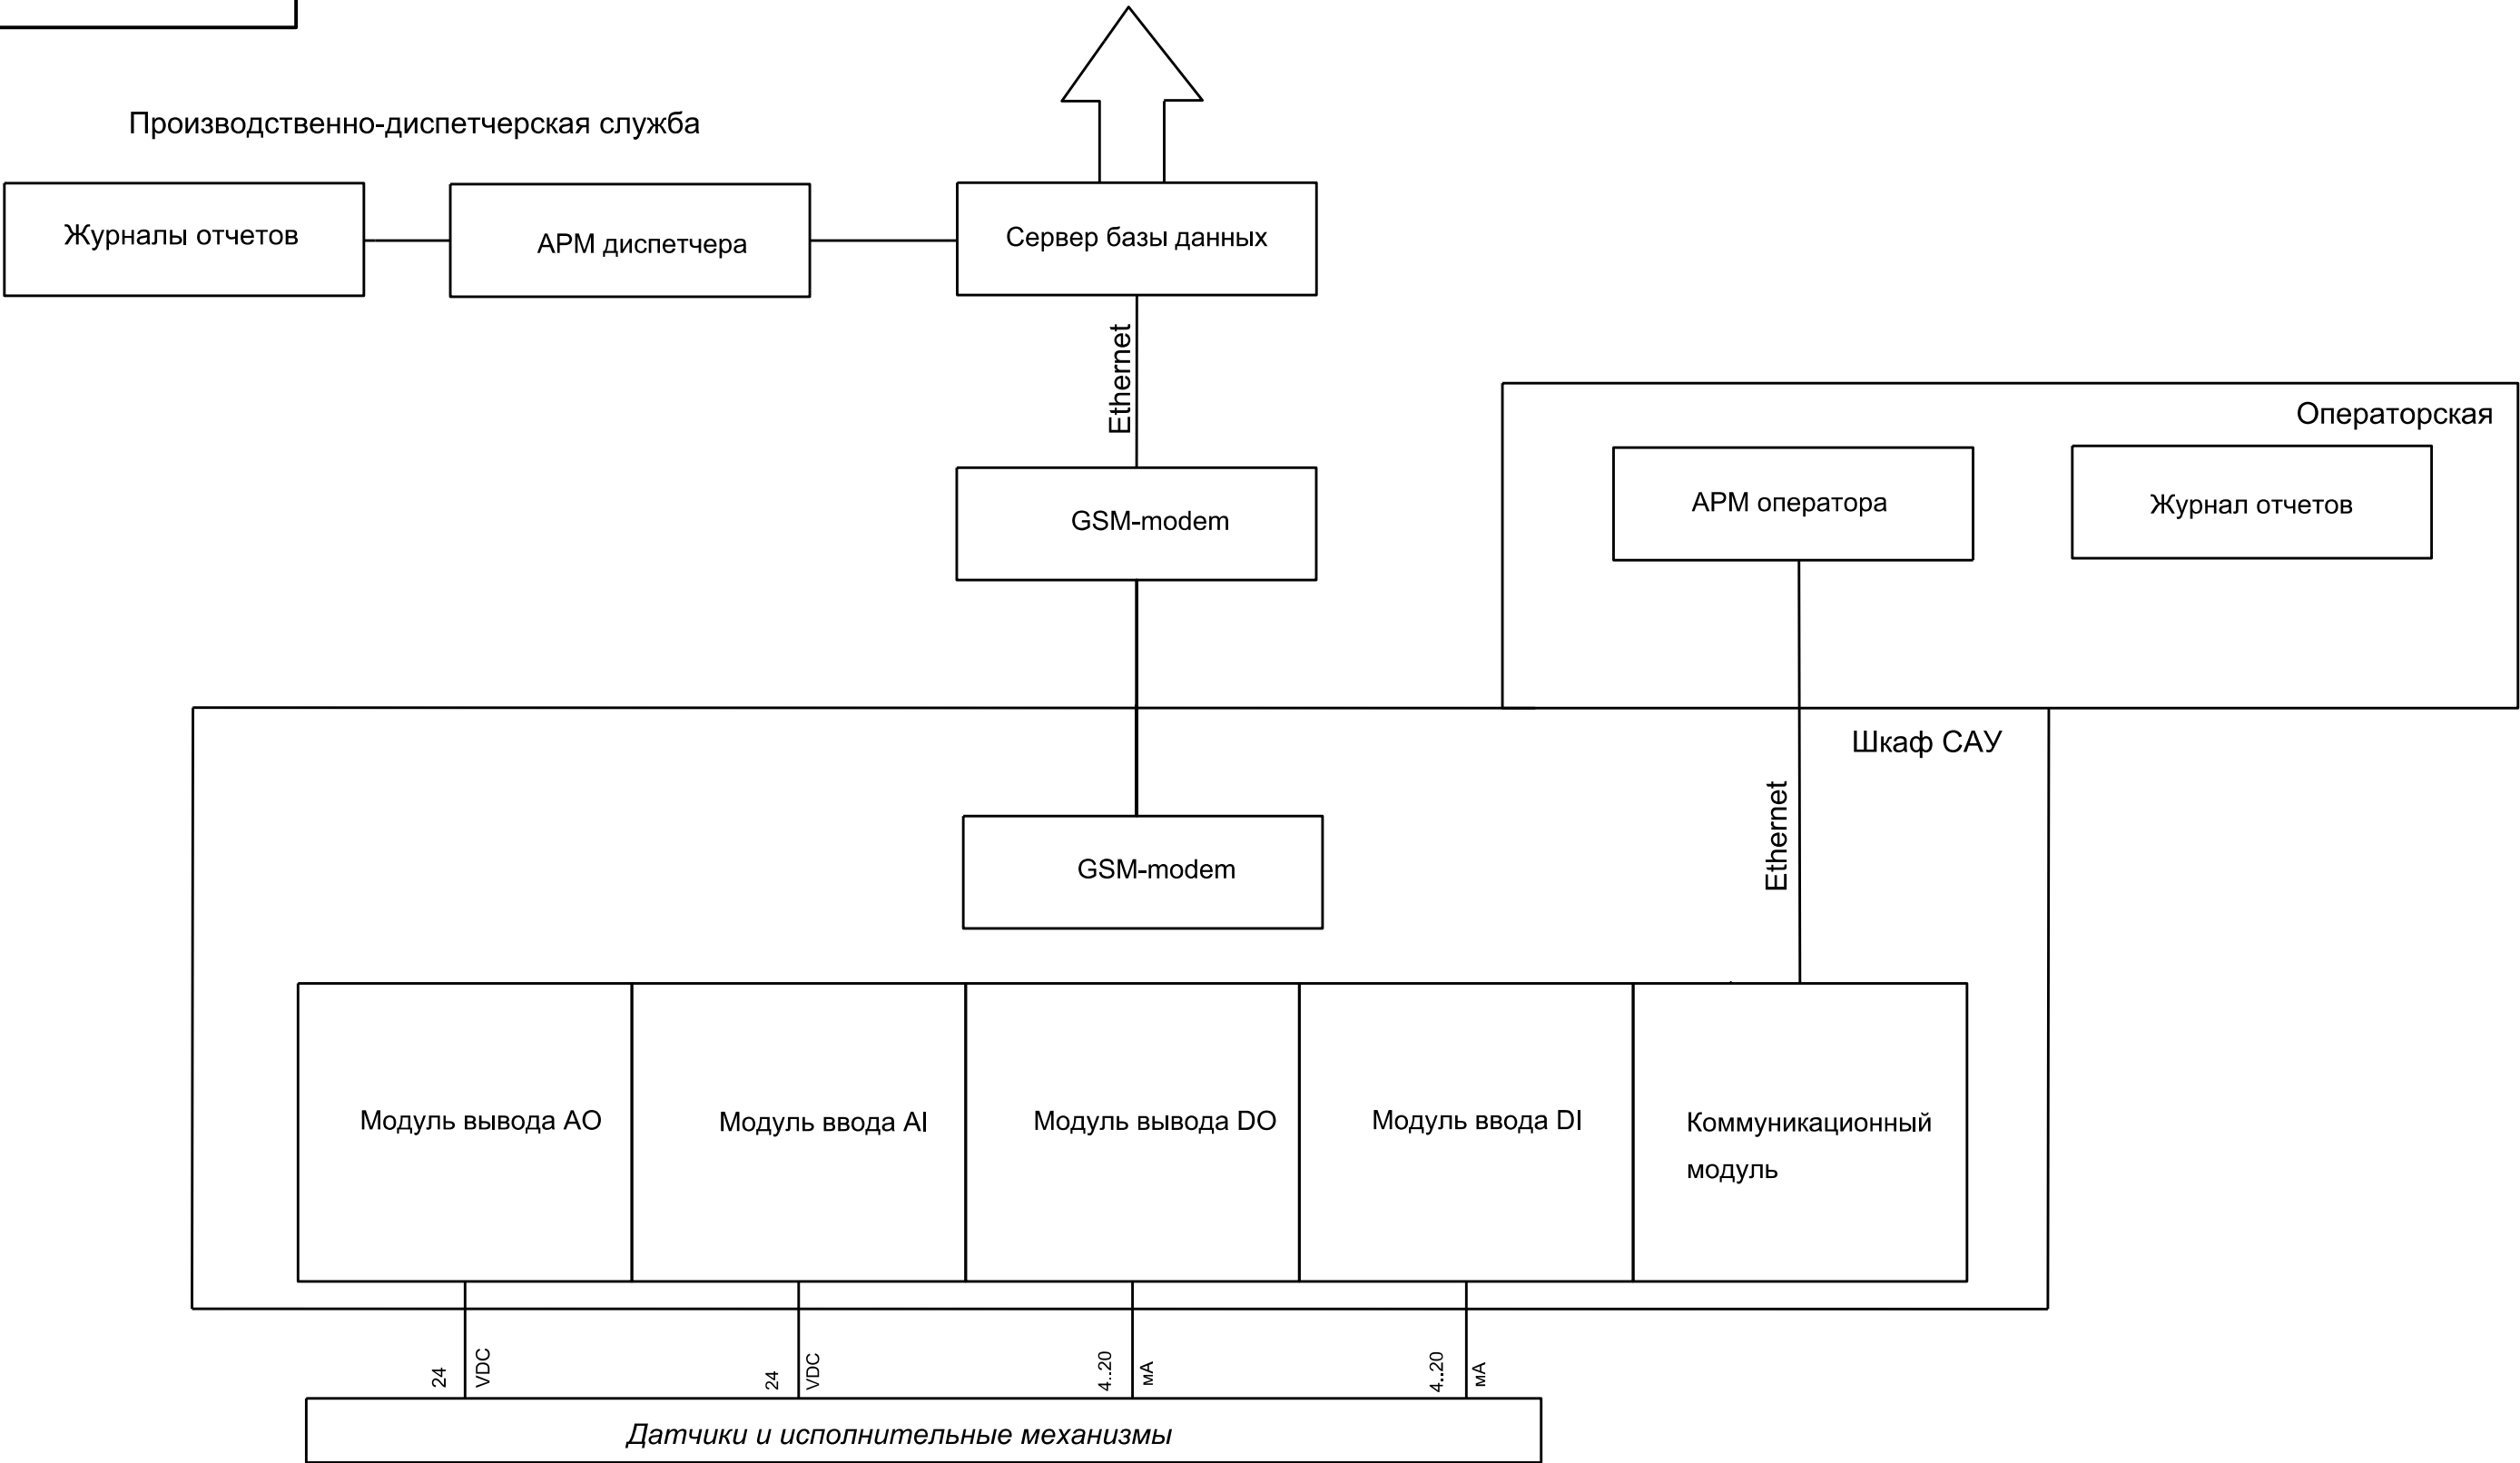 Производственно-диспетчерская служба
Журналы отчетов
АРМ диспетчера
Сервер базы данных
Ethernet
Операторская
АРМ оператора
Журнал отчетов
GSM-modem
Шкаф САУ
Ethernet
GSM-modem
Модуль вывода АО
Модуль ввода AI
Модуль вывода DO
Модуль ввода DI
Коммуникационный
модуль
24
VDC
24
VDC
4..20
мА
4..20
мА
Датчики и исполнительные механизмы